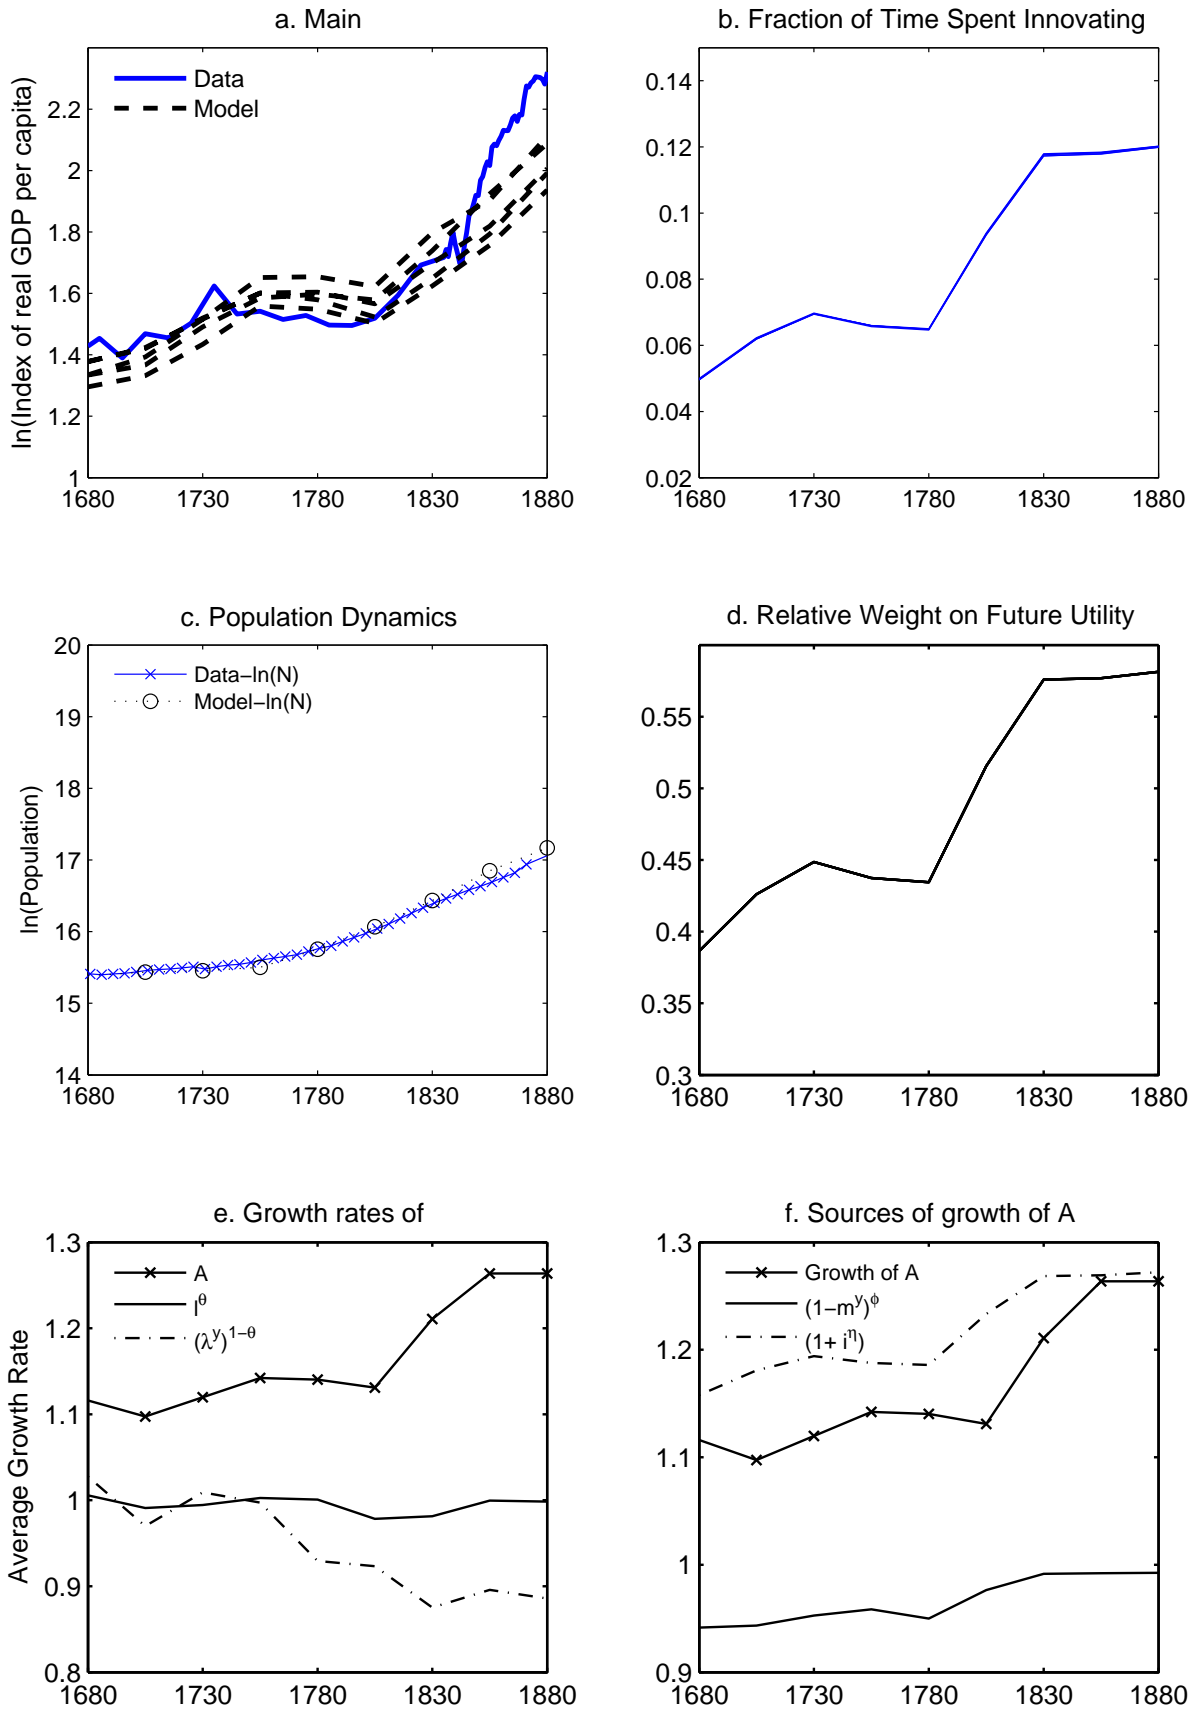 a. Main
ln(Index of real GDP per capita)
Data
Model
2.2
2
1.8
1.6
1.4
1.2
1
1680 1730 1780 1830 1880
b. Fraction of Time Spent Innovating
0.14
0.12
0.1
0.08
0.06
0.04
0.02
1680 1730 1780 1830 1880
c. Population Dynamics
ln(Population)
Data−ln(N)
Model−ln(N)
20
19
18
17
16
15
14
1680 1730 1780 1830 1880
d. Relative Weight on Future Utility
0.55
0.5
0.45
0.4
0.35
0.3
1680 1730 1780 1830 1880
e. Growth rates of
Average Growth Rate
A
l^θ
(λ^y)^1−θ
1.3
1.2
1.1
1
0.9
0.8
1680 1730 1780 1830 1880
f. Sources of growth of A
Growth of A
(1−m^y)^ϕ
(1+ i^η)
1.3
1.2
1.1
1
0.9
1680 1730 1780 1830 1880